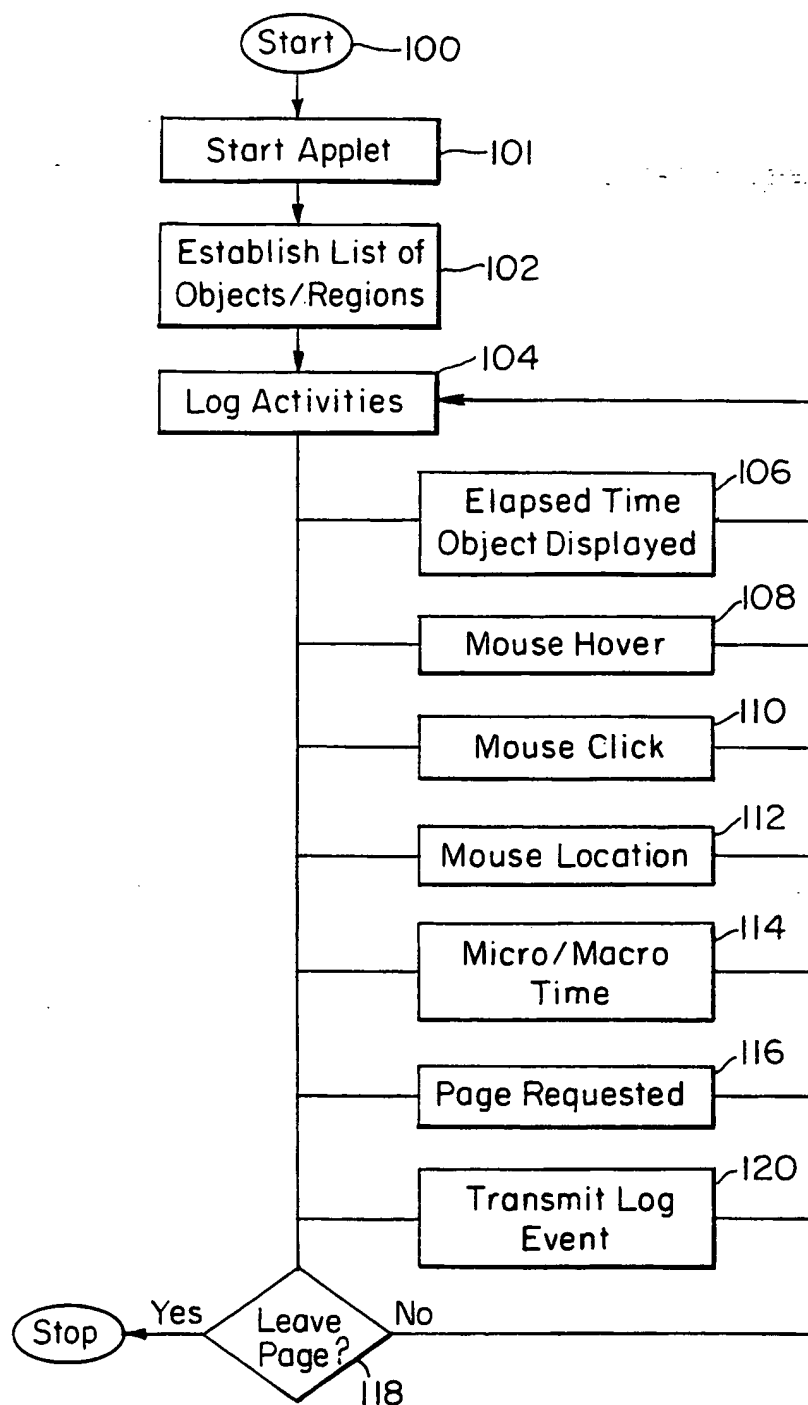 Start
100
Start Applet
101
Establish List of
Objects/Regions
102
104
Log Activities
106
Elapsed Time
Object Displayed
108
Mouse Hover
110
Mouse Click
112
Mouse Location
114
Micro/Macro
Time
116
Page Requested
120
Transmit Log
Event
Yes
No
Stop
Leave
Page?
118